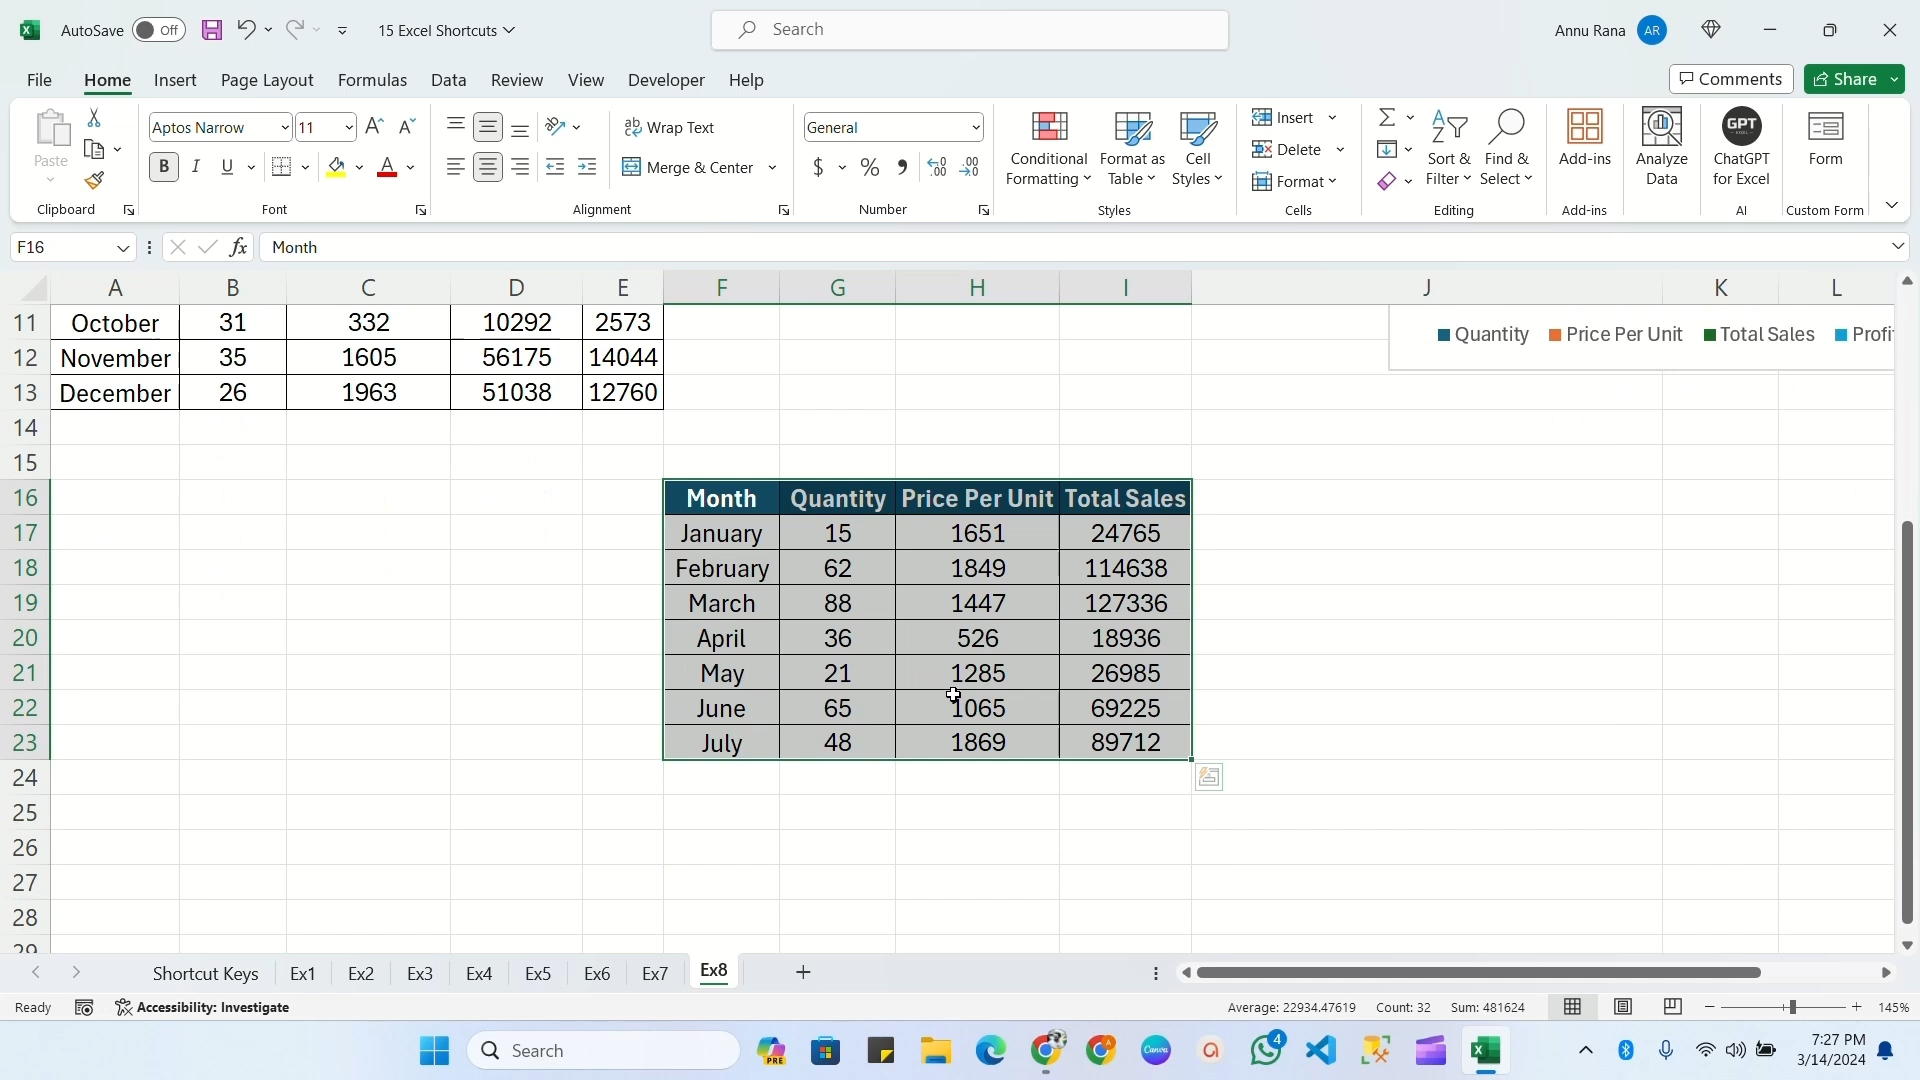 AutoSave Off 15 Excel Shortcuts Search Annu Rana AR
File Home Insert Page Layout Formulas Data Review View Developer Help Comments Share
Paste Aptos Narrow 11 Wrap Text General Conditional Formatting Format as Table Cell Styles Insert Sort & Filter Find & Select Add-ins Analyze Data GPT ChatGPT for Excel Form
B I U A Merge & Center $ % Delete
Format
Clipboard Font Alignment Number Styles Cells Editing Add-ins AI Custom Form
F16 fx Month
A B C D E F G H I J K L
11 October 31 332 10292 2573 Quantity Price Per Unit Total Sales
12 November 35 1605 56175 14044
13 December 26 1963 51038 12760
14
15
16 Month Quantity Price Per Unit Total Sales
17 January 15 1651 24765
18 February 62 1849 114638
19 March 88 1447 127336
20 April 36 526 18936
21 May 21 1285 26985
22 June 65 1065 69225
23 July 48 1869 89712
24
25
26
27
28
29
Shortcut Keys Ex1 Ex2 Ex3 Ex4 Ex5 Ex6 Ex7 Ex8
Ready Accessibility: Investigate Average: 22934.47619 Count: 32 Sum: 481624 145%
Search PRE Canva 4 7:27 PM
3/14/2024